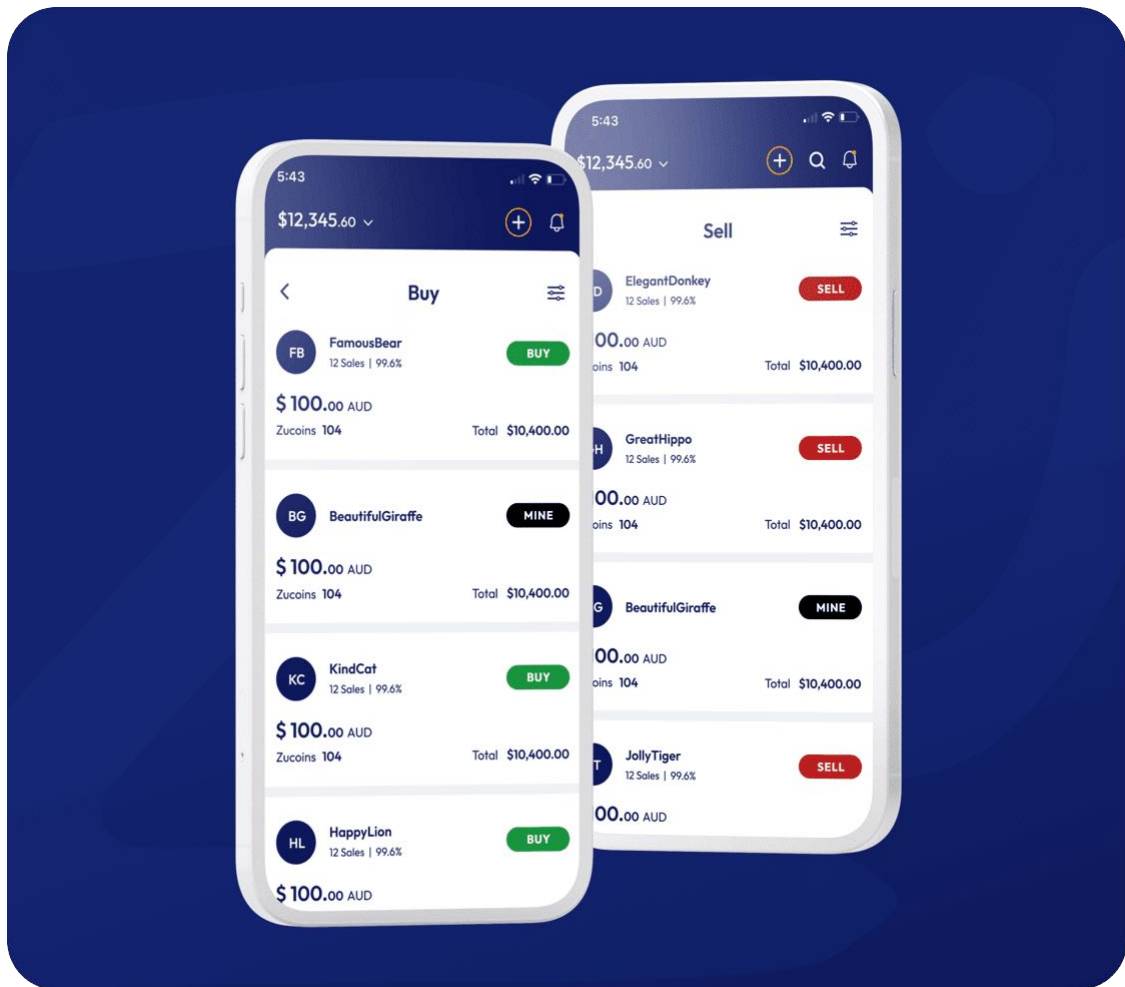 5:43
$12,345.60
Buy
FB
FamousBear
12 Sales | 99.6%
BUY
$ 100.00 AUD
Zucoins 104
Total $10,400.00
BG
BeautifulGiraffe
MINE
$ 100.00 AUD
Zucoins 104
Total $10,400.00
KC
KindCat
12 Sales | 99.6%
BUY
$ 100.00 AUD
Zucoins 104
Total $10,400.00
HL
HappyLion
12 Sales | 99.6%
BUY
$ 100.00 AUD
5:43
$12,345.60
Sell
D
ElegantDonkey
12 Sales | 99.6%
SELL
00.00 AUD
oins 104
Total $10,400.00
H
GreatHippo
12 Sales | 99.6%
SELL
00.00 AUD
oins 104
Total $10,400.00
G
BeautifulGiraffe
MINE
00.00 AUD
oins 104
Total $10,400.00
T
JollyTiger
12 Sales | 99.6%
SELL
00.00 AUD